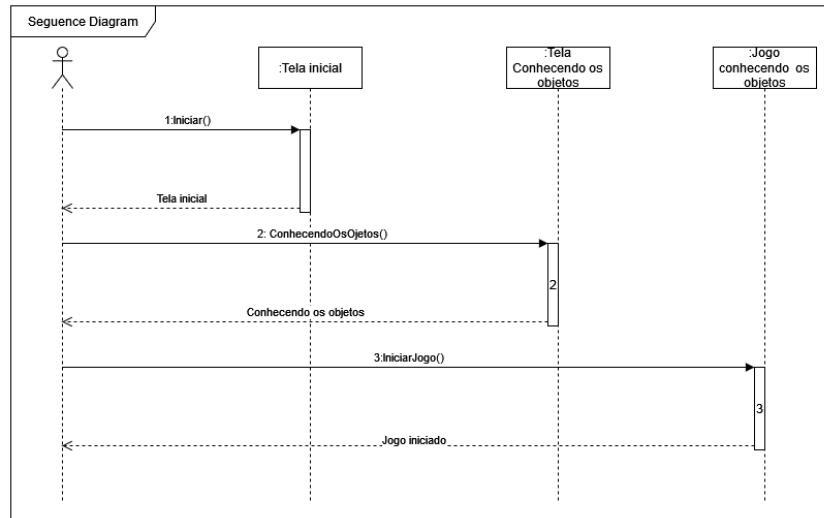 Seguence Diagram
:Tela inicial
:Tela
Conhecendo os
objetos
:Jogo
conhecendo os
objetos
1:Iniciar()
Tela inicial
2: ConhecendoOsOjetos()
2
Conhecendo os objetos
3:IniciarJogo()
3
Jogo iniciado